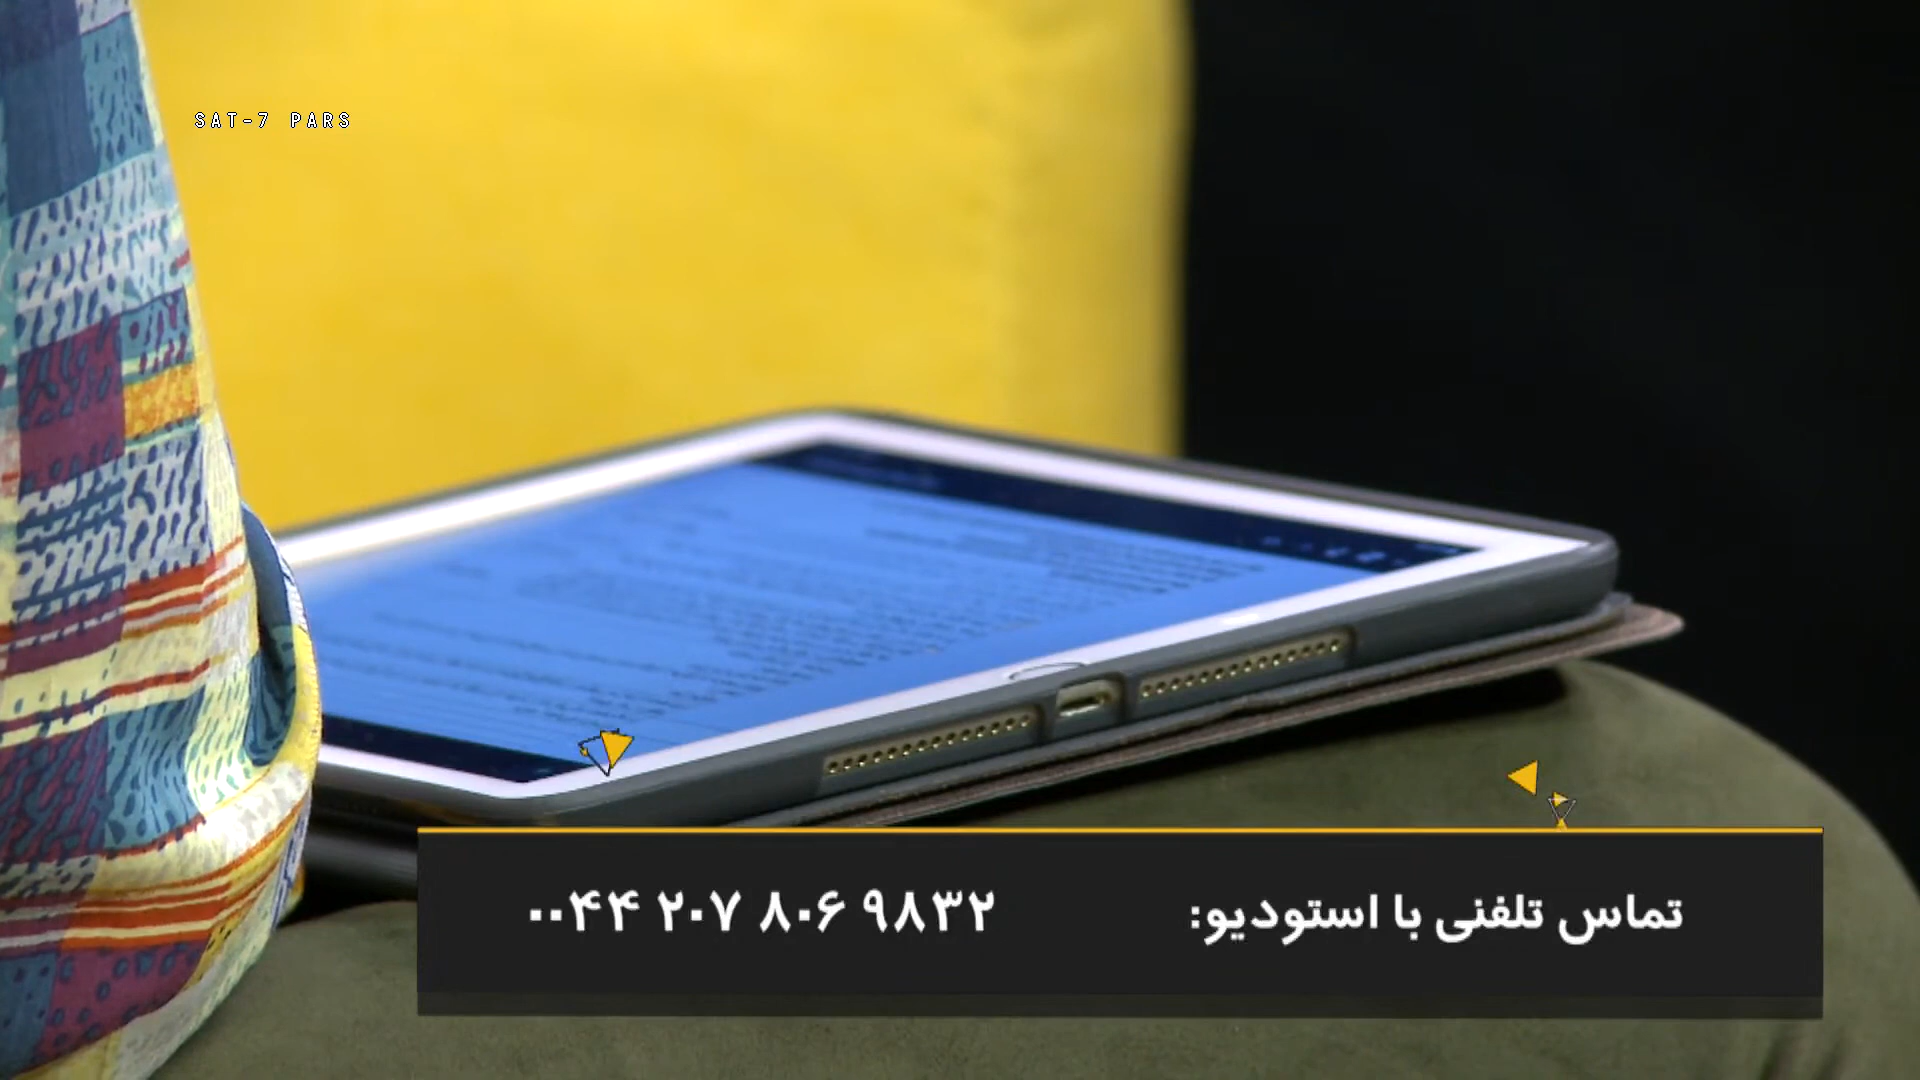 SAT-7 PARS
تماس تلفنی با استودیو: ۰۰۴۴ ۲۰۷ ۸۰۶ ۹۸۳۲